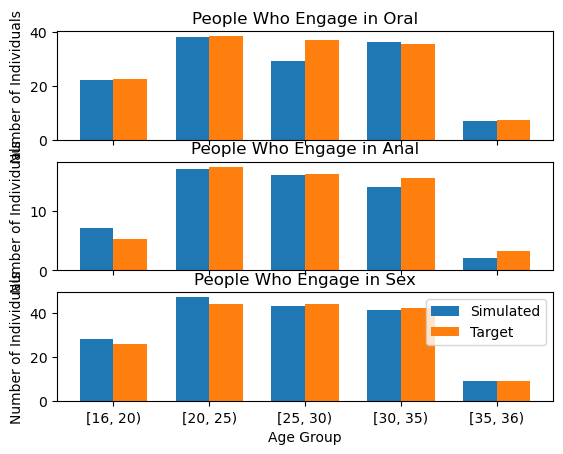 People Who Engage in Oral
Number of Individuals
40
20
0
People Who Engage in Anal
Number of Individuals
10
0
People Who Engage in Sex
Number of Individuals
40
20
0
Simulated
Target
[16, 20)
[20, 25)
[25, 30)
[30, 35)
[35, 36)
Age Group